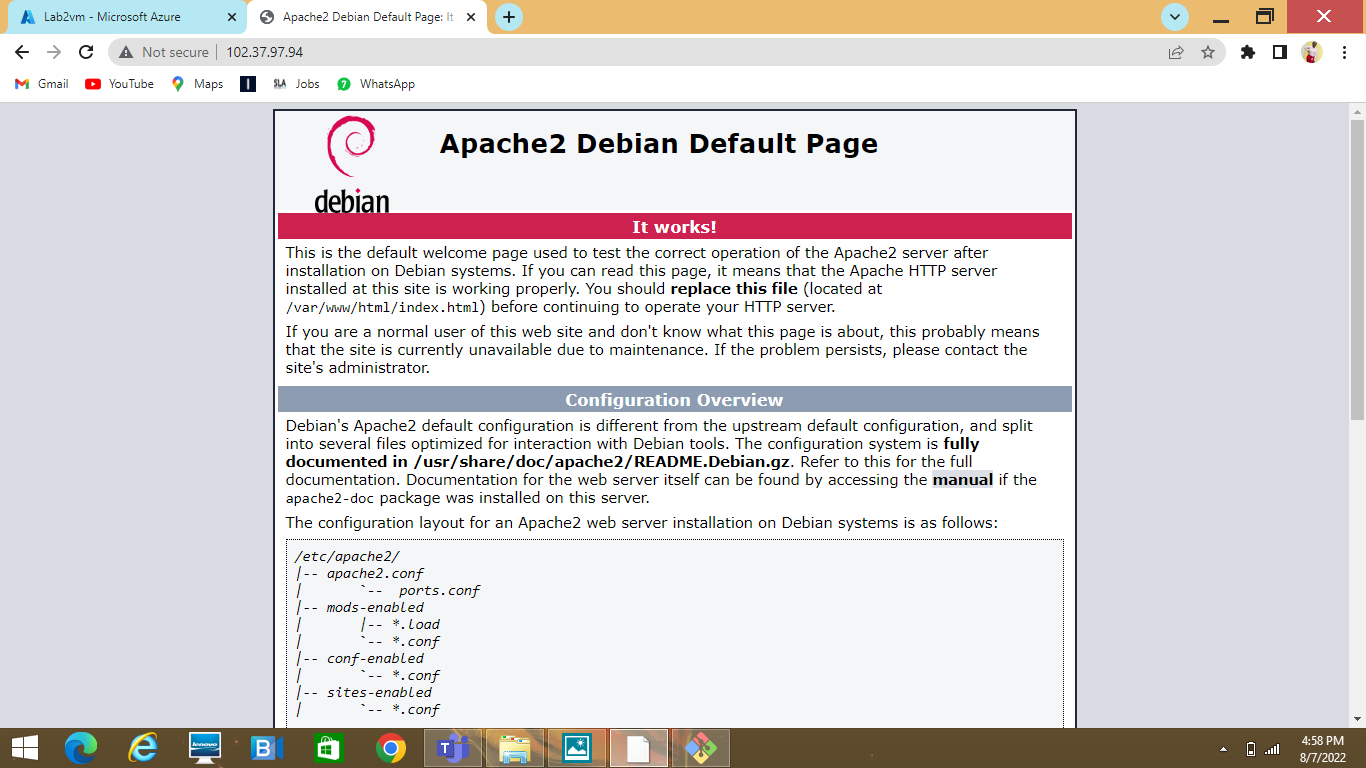 Lab2vm - Microsoft Azure
Apache2 Debian Default Page: It
Not secure
102.37.97.94
Gmail
YouTube
Maps
SLA
Jobs
7
WhatsApp
debian
Apache2 Debian Default Page
It works!
This is the default welcome page used to test the correct operation of the Apache2 server after
installation on Debian systems. If you can read this page, it means that the Apache HTTP server
installed at this site is working properly. You should replace this file (located at
/var/www/html/index.html) before continuing to operate your HTTP server.
If you are a normal user of this web site and don't know what this page is about, this probably means
that the site is currently unavailable due to maintenance. If the problem persists, please contact the
site's administrator.
Configuration Overview
Debian's Apache2 default configuration is different from the upstream default configuration, and split
into several files optimized for interaction with Debian tools. The configuration system is fully
documented in /usr/share/doc/apache2/README.Debian.gz. Refer to this for the full
documentation. Documentation for the web server itself can be found by accessing the manual if the
apache2-doc package was installed on this server.
The configuration layout for an Apache2 web server installation on Debian systems is as follows:
/etc/apache2/
|-- apache2.conf
|       `--  ports.conf
|-- mods-enabled
|       |-- *.load
|       `-- *.conf
|-- conf-enabled
|       `-- *.conf
|-- sites-enabled
|       `-- *.conf
lenovo
B
4:58 PM
8/7/2022